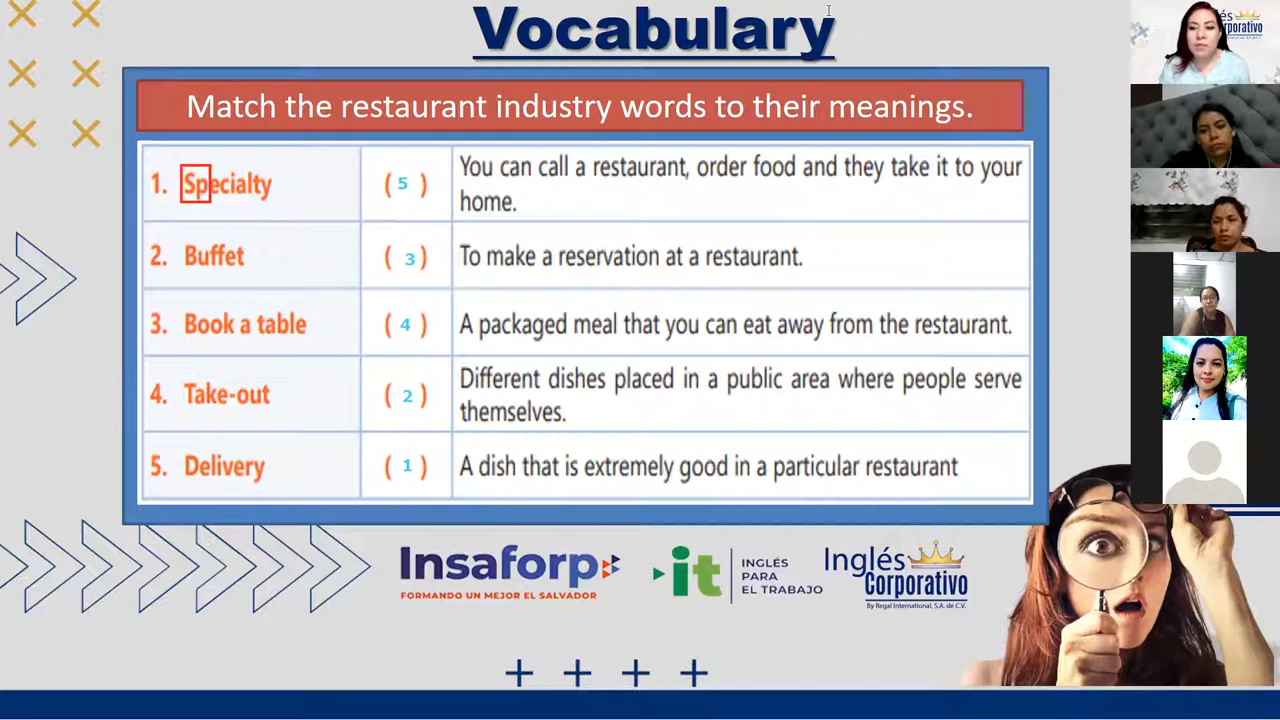 Vocabulary
Match the restaurant industry words to their meanings.
1. Specialty ( 5 ) You can call a restaurant, order food and they take it to your
home.
2. Buffet ( 3 ) To make a reservation at a restaurant.
3. Book a table ( 4 ) A packaged meal that you can eat away from the restaurant.
4. Take-out ( 2 ) Different dishes placed in a public area where people serve
themselves.
5. Delivery ( 1 ) A dish that is extremely good in a particular restaurant
Insaforp
FORMANDO UN MEJOR EL SALVADOR
it
INGLÉS
PARA
EL TRABAJO
Inglés
Corporativo
By Regal International, S.A. de C.V.